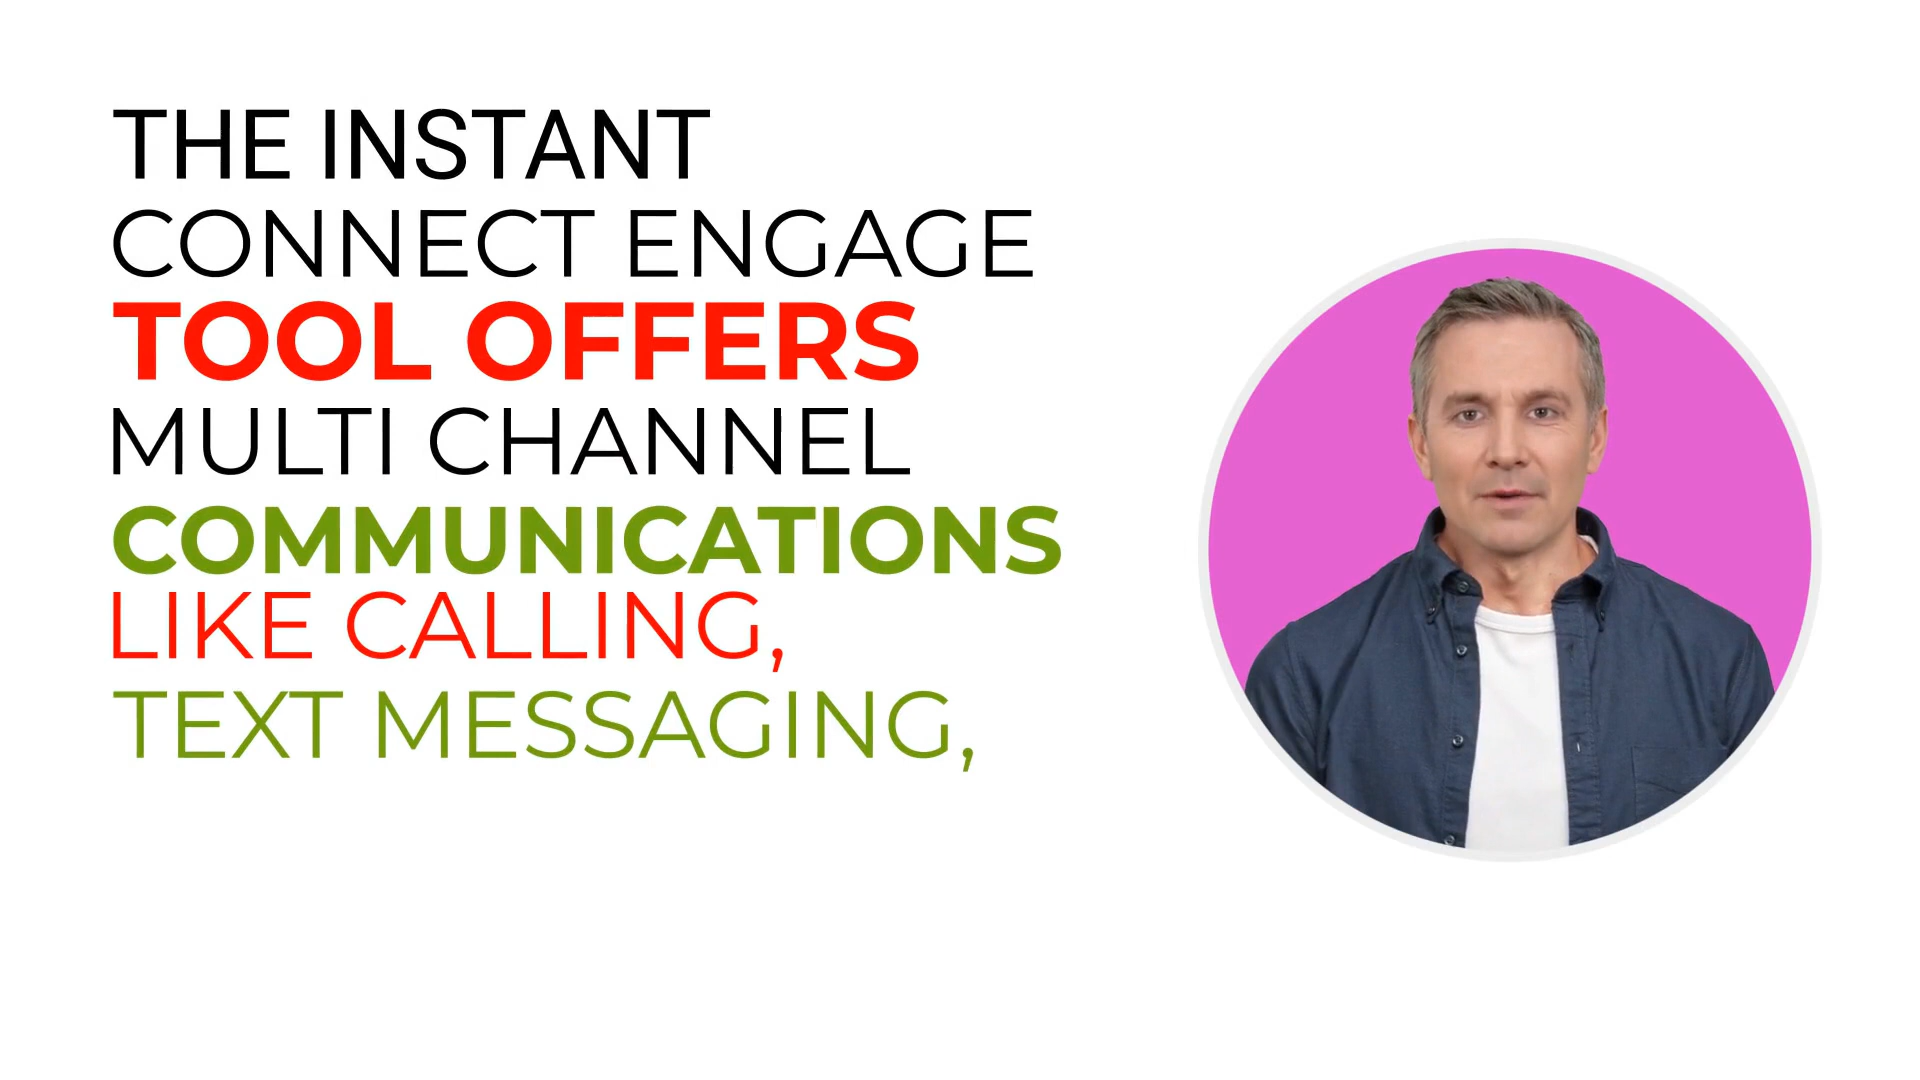 THE INSTANT
CONNECT ENGAGE
TOOL OFFERS
MULTI CHANNEL
COMMUNICATIONS
LIKE CALLING,
TEXT MESSAGING,